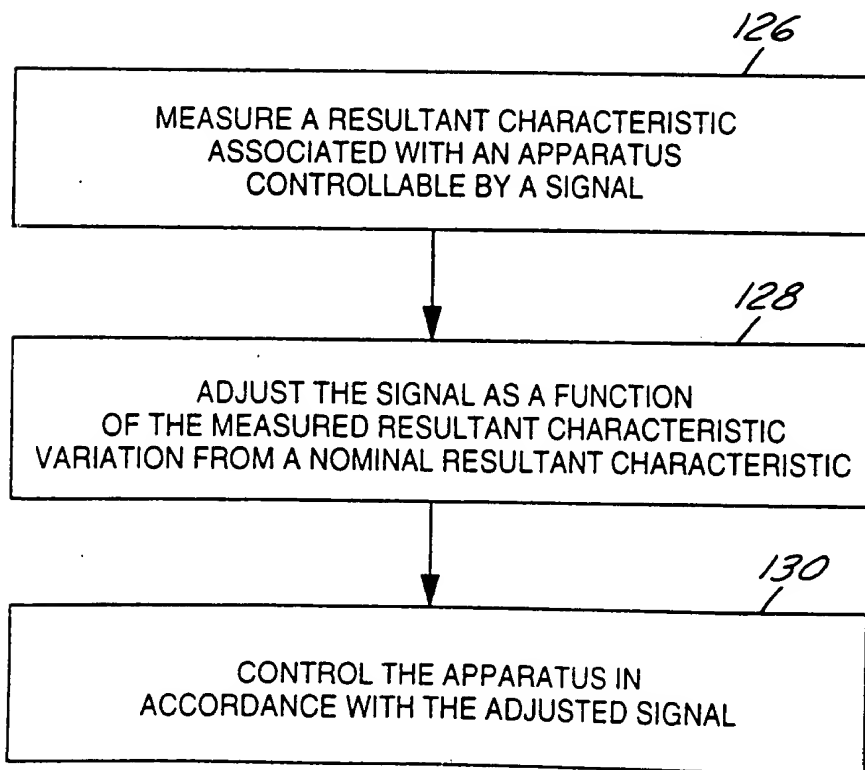 126
MEASURE A RESULTANT CHARACTERISTIC
ASSOCIATED WITH AN APPARATUS
CONTROLLABLE BY A SIGNAL
128
ADJUST THE SIGNAL AS A FUNCTION
OF THE MEASURED RESULTANT CHARACTERISTIC
VARIATION FROM A NOMINAL RESULTANT CHARACTERISTIC
130
CONTROL THE APPARATUS IN
ACCORDANCE WITH THE ADJUSTED SIGNAL